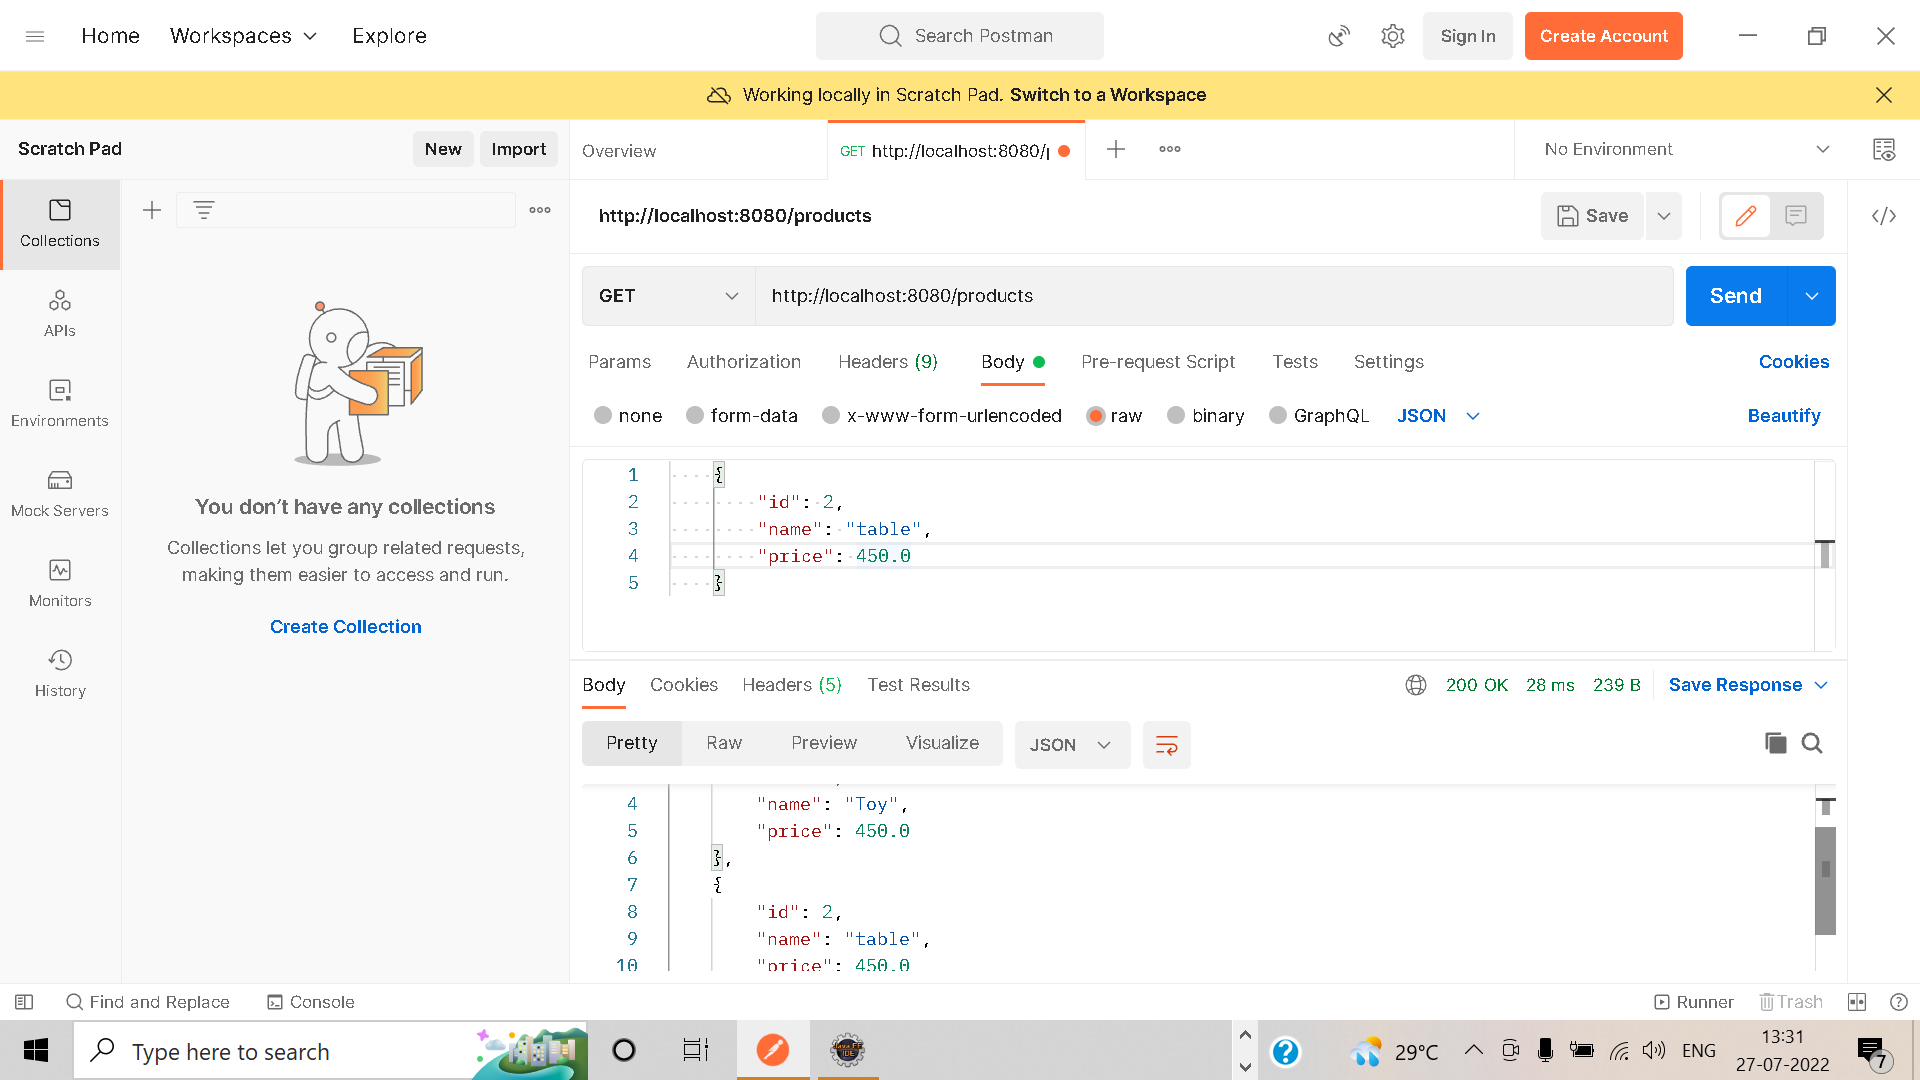 Home
Workspaces
Explore
Search Postman
Sign In
Create Account
Working locally in Scratch Pad. Switch to a Workspace
Scratch Pad
New
Import
Overview
GET http://localhost:8080/
No Environment
Collections
APIs
Environments
Mock Servers
Monitors
History
You don’t have any collections
Collections let you group related requests,
making them easier to access and run.
Create Collection
http://localhost:8080/products
Save
GET
http://localhost:8080/products
Send
Params
Authorization
Headers (9)
Body
Pre-request Script
Tests
Settings
Cookies
none
form-data
x-www-form-urlencoded
raw
binary
GraphQL
JSON
Beautify
1 {
2 "id": 2,
3 "name": "table",
4 "price": 450.0
5 }
Body
Cookies
Headers (5)
Test Results
200 OK
28 ms
239 B
Save Response
Pretty
Raw
Preview
Visualize
JSON
4 "name": "Toy",
5 "price": 450.0
6 },
7 {
8 "id": 2,
9 "name": "table",
10 "price": 450.0
Find and Replace
Console
Runner
Trash
Type here to search
Java EE
IDE
29°C
ENG
13:31
27-07-2022
7